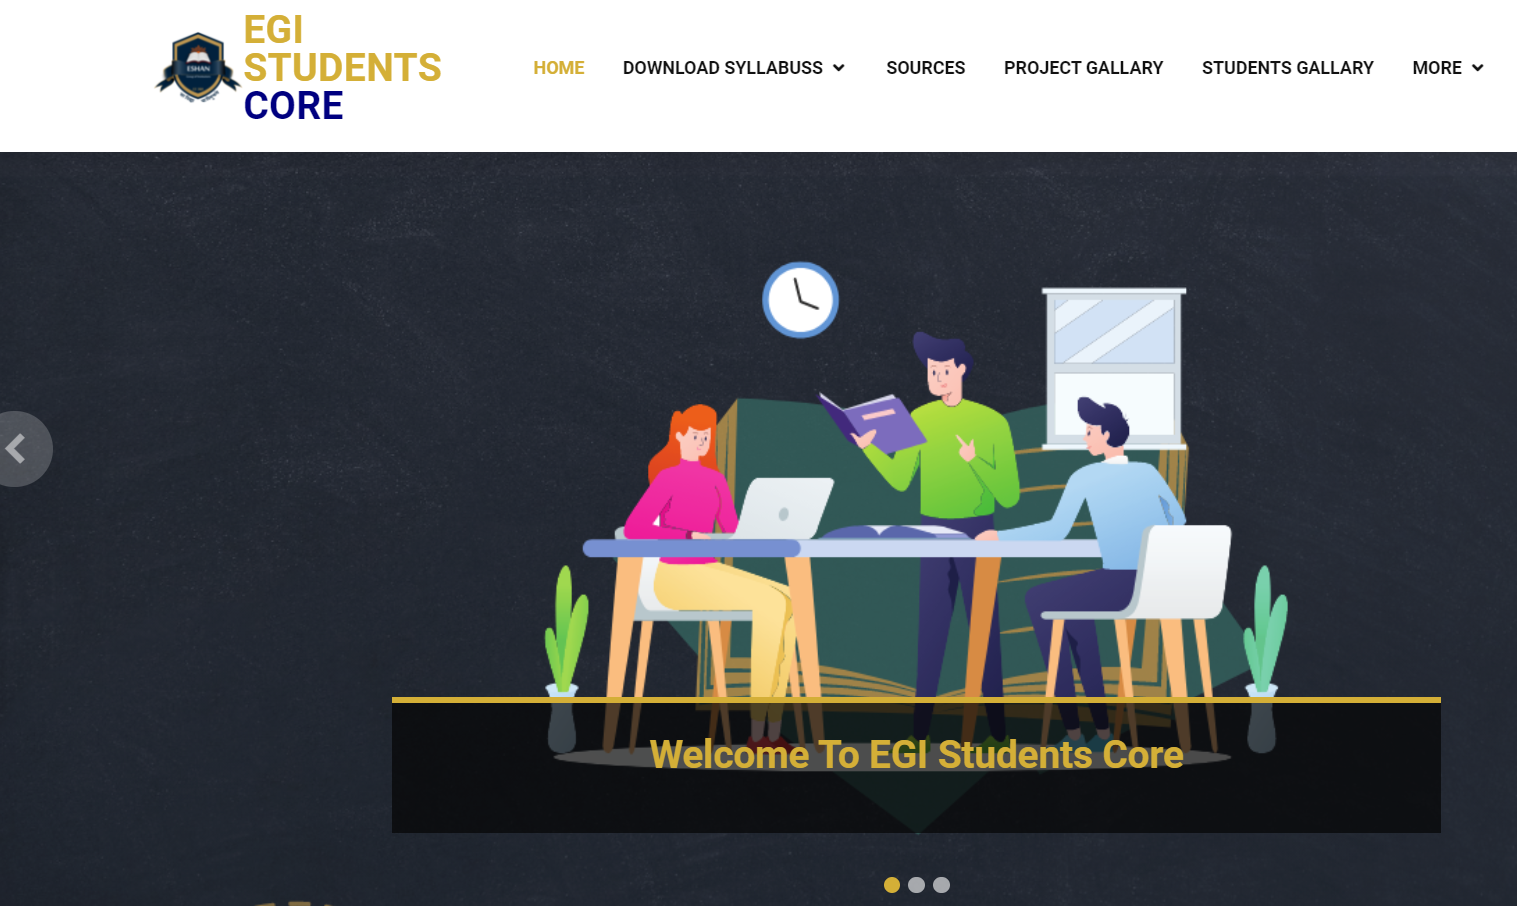 ESHAN
EGI
STUDENTS
CORE
HOME
DOWNLOAD SYLLABUSS
SOURCES
PROJECT GALLARY
STUDENTS GALLARY
MORE
Welcome To EGI Students Core